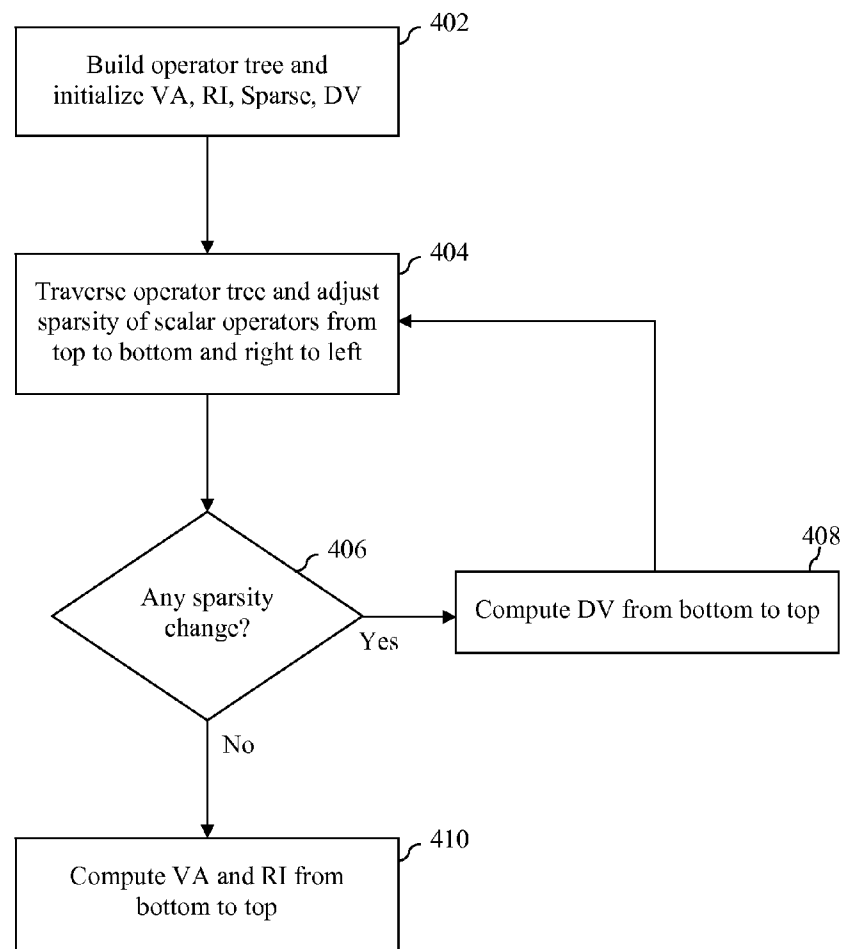 402
Build operator tree and
initialize VA, RI, Sparse, DV
404
Traverse operator tree and adjust
sparsity of scalar operators from
top to bottom and right to left
406
Any sparsity
change?
Yes
408
Compute DV from bottom to top
No
410
Compute VA and RI from
bottom to top